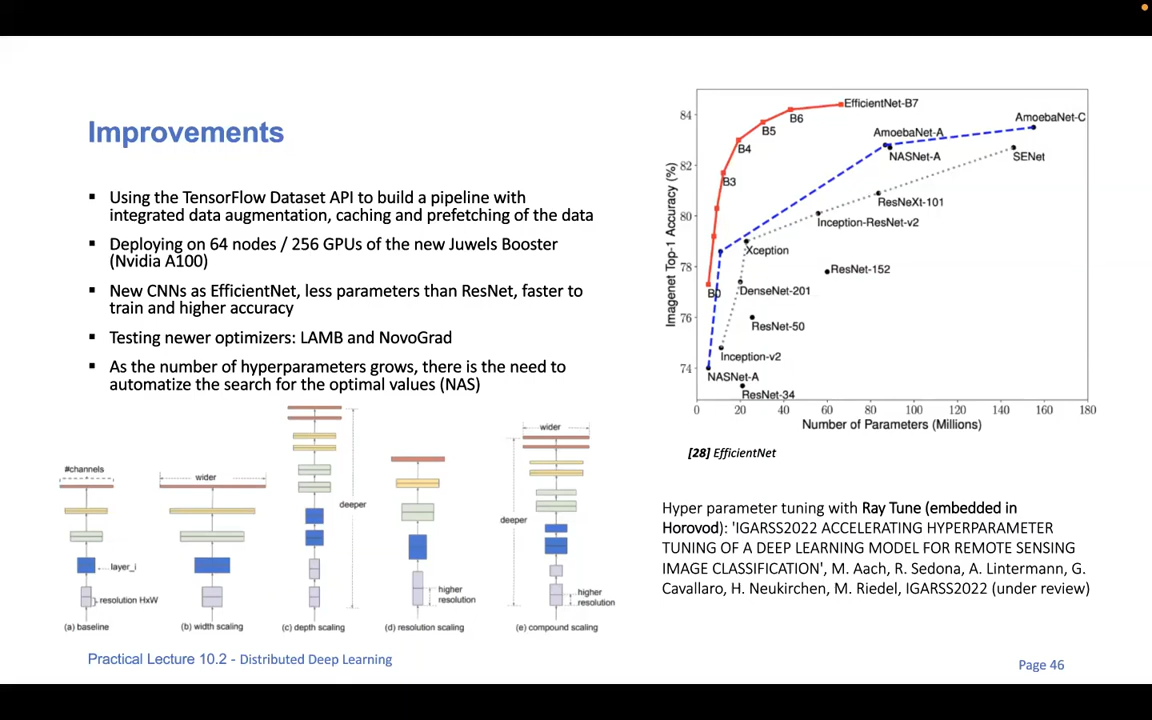 Improvements
▪ Using the TensorFlow Dataset API to build a pipeline with
integrated data augmentation, caching and prefetching of the data
▪ Deploying on 64 nodes / 256 GPUs of the new Juwels Booster
(Nvidia A100)
▪ New CNNs as EfficientNet, less parameters than ResNet, faster to
train and higher accuracy
▪ Testing newer optimizers: LAMB and NovoGrad
▪ As the number of hyperparameters grows, there is the need to
automatize the search for the optimal values (NAS)
#channels
layer_i
resolution HxW
(a) baseline
wider
(b) width scaling
deeper
(c) depth scaling
higher
resolution
(d) resolution scaling
wider
deeper
higher
resolution
(e) compound scaling
Imagenet Top-1 Accuracy (%)
84
82
80
78
76
74
EfficientNet-B7
B6
B5
B4
B3
B0
AmoebaNet-C
AmoebaNet-A
NASNet-A
SENet
ResNeXt-101
Inception-ResNet-v2
Xception
ResNet-152
DenseNet-201
ResNet-50
Inception-v2
NASNet-A
ResNet-34
0 20 40 60 80 100 120 140 160 180
Number of Parameters (Millions)
[28] EfficientNet
Hyper parameter tuning with Ray Tune (embedded in
Horovod): 'IGARSS2022 ACCELERATING HYPERPARAMETER
TUNING OF A DEEP LEARNING MODEL FOR REMOTE SENSING
IMAGE CLASSIFICATION', M. Aach, R. Sedona, A. Lintermann, G.
Cavallaro, H. Neukirchen, M. Riedel, IGARSS2022 (under review)
Practical Lecture 10.2 - Distributed Deep Learning
Page 46